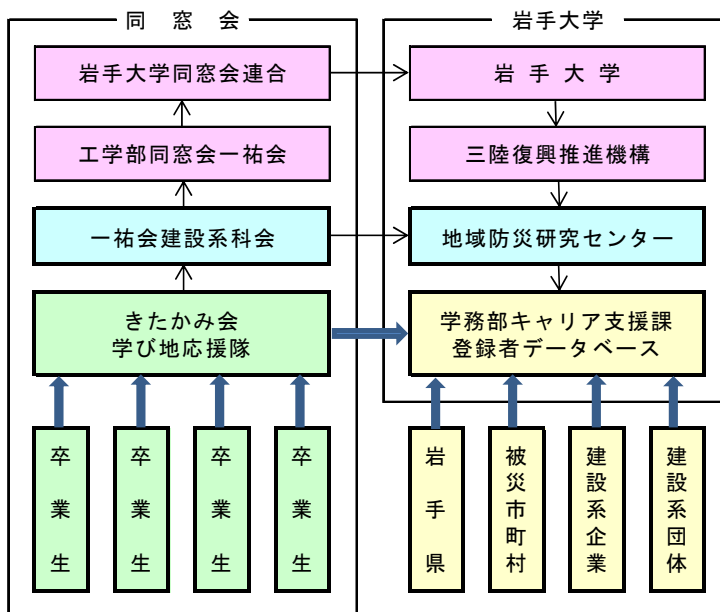 同 窓 会
岩手大学同窓会連合
工学部同窓会一祐会
一祐会建設系科会
きたかみ会
学び地応援隊
卒業生
卒業生
卒業生
卒業生
岩手大学
岩 手 大 学
三陸復興推進機構
地域防災研究センター
学務部キャリア支援課
登録者データベース
岩手県
被災市町村
建設系企業
建設系団体